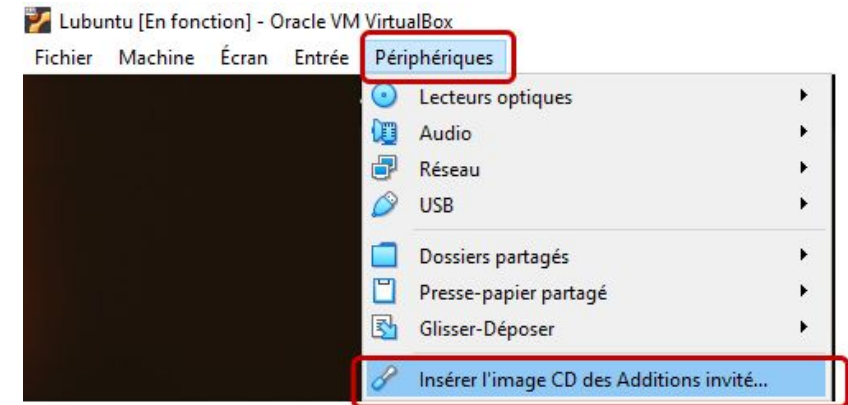 Lubuntu [En fonction] - Oracle VM VirtualBox
Fichier Machine Écran Entrée Périphériques
Lecteurs optiques
Audio
Réseau
USB
Dossiers partagés
Presse-papier partagé
Glisser-Déposer
Insérer l'image CD des Additions invité...